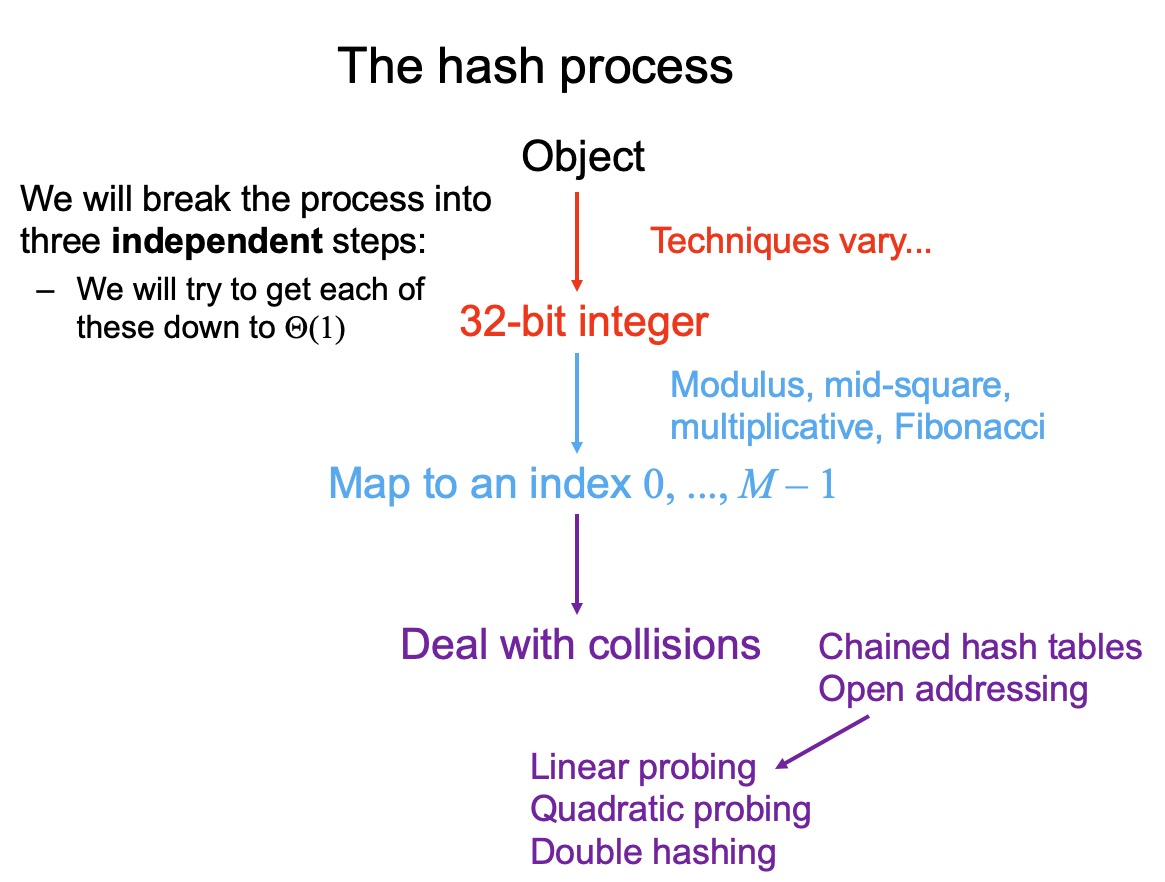 The hash process
Object
We will break the process into
three independent steps:
– We will try to get each of
these down to Θ(1)
Techniques vary...
32-bit integer
Modulus, mid-square,
multiplicative, Fibonacci
Map to an index 0, ..., M – 1
Deal with collisions
Chained hash tables
Open addressing
Linear probing
Quadratic probing
Double hashing